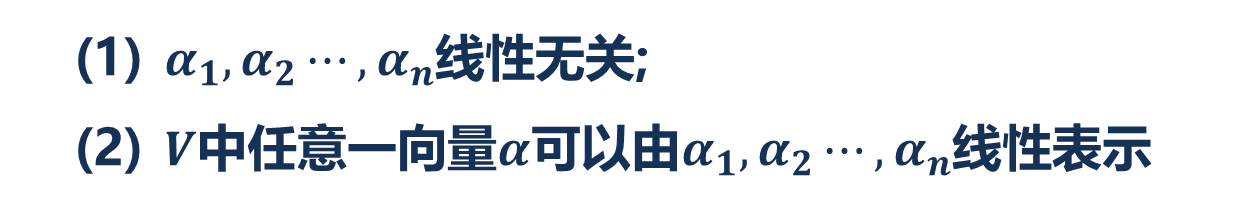 (1) α₁, α₂ ⋯ , αₙ线性无关;
(2) V中任意一向量α可以由α₁, α₂ ⋯ , αₙ线性表示